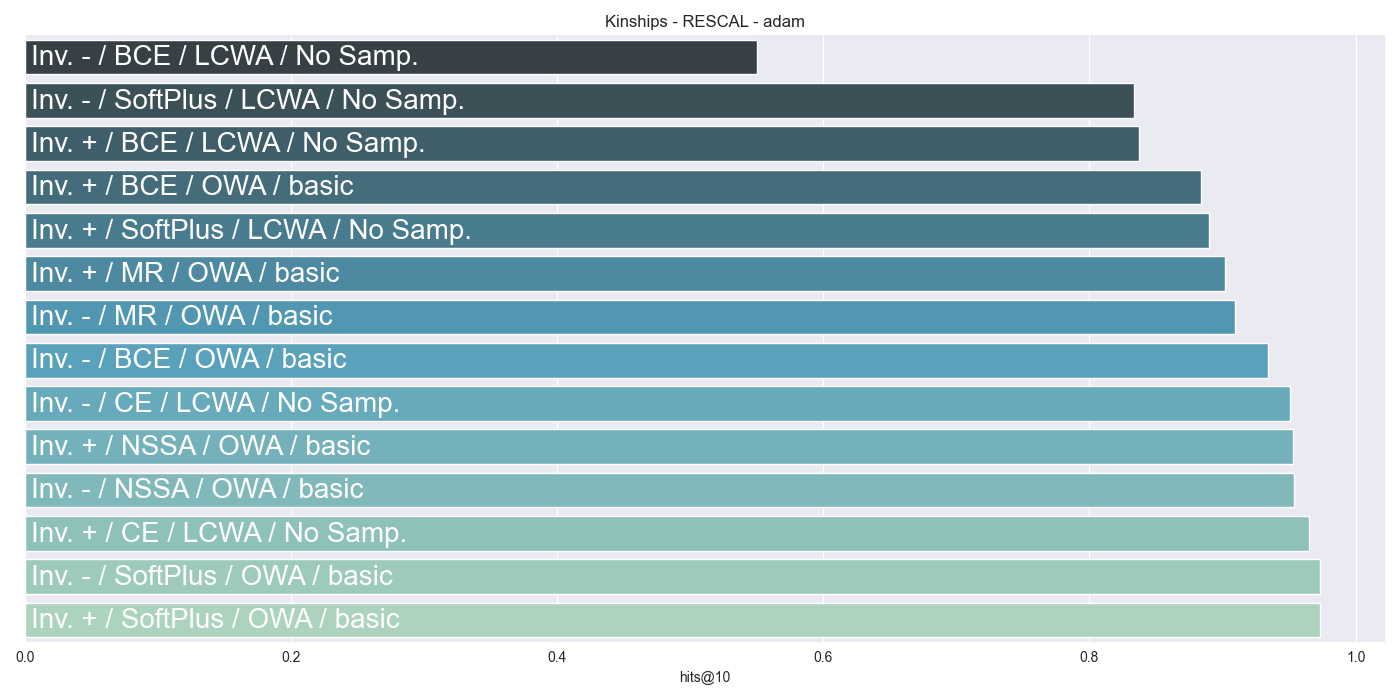 Kinships - RESCAL - adam
Inv. - / BCE / LCWA / No Samp.
Inv. - / SoftPlus / LCWA / No Samp.
Inv. + / BCE / LCWA / No Samp.
Inv. + / BCE / OWA / basic
Inv. + / SoftPlus / LCWA / No Samp.
Inv. + / MR / OWA / basic
Inv. - / MR / OWA / basic
Inv. - / BCE / OWA / basic
Inv. - / CE / LCWA / No Samp.
Inv. + / NSSA / OWA / basic
Inv. - / NSSA / OWA / basic
Inv. + / CE / LCWA / No Samp.
Inv. - / SoftPlus / OWA / basic
Inv. + / SoftPlus / OWA / basic
0.0 0.2 0.4 0.6 0.8 1.0
hits@10